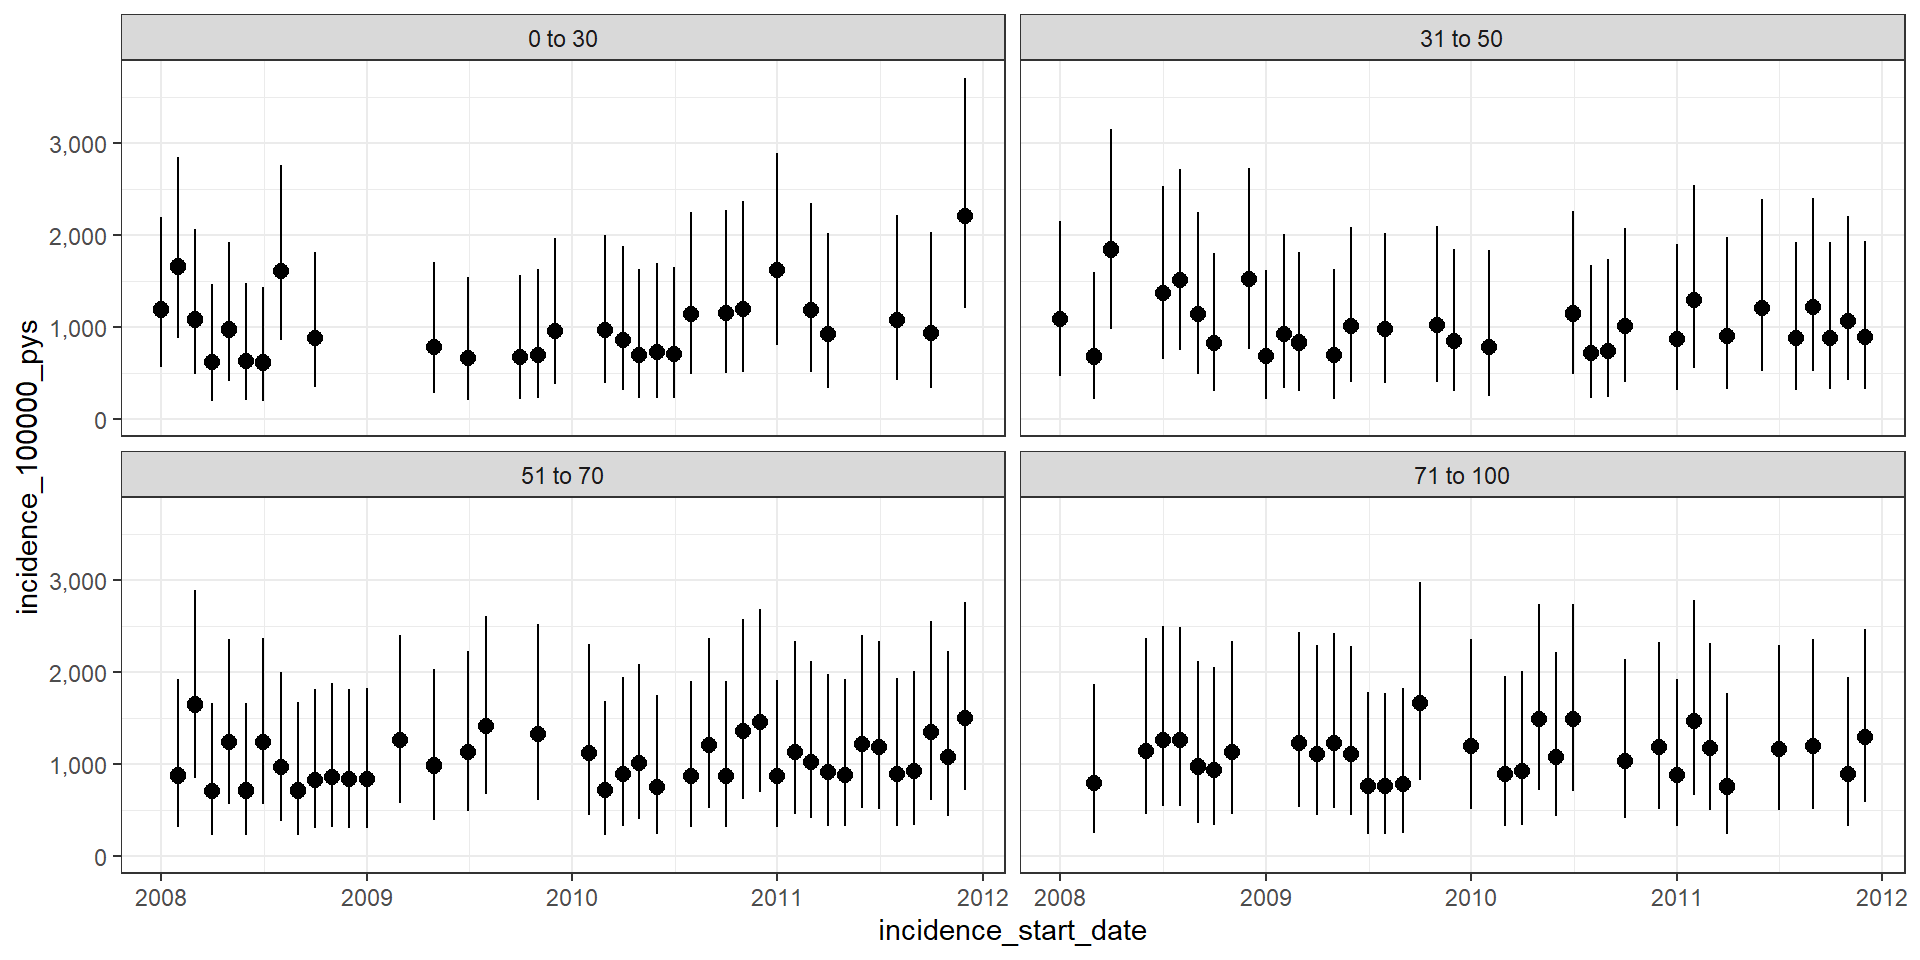 0 to 30
31 to 50
3,000
2,000
1,000
0
51 to 70
71 to 100
3,000
2,000
1,000
0
2008 2009 2010 2011 2012
2008 2009 2010 2011 2012
incidence_start_date
incidence_100000_pys